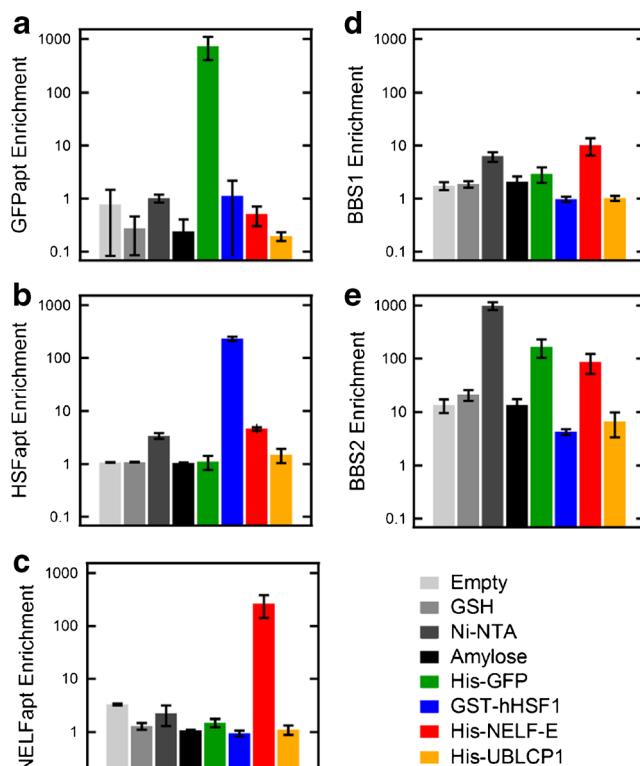 a
GFPapt Enrichment
1000
100
10
1
0.1
b
HSFapt Enrichment
1000
100
10
1
0.1
c
NELFapt Enrichment
1000
100
10
1
d
BBS1 Enrichment
1000
100
10
1
0.1
e
BBS2 Enrichment
1000
100
10
1
0.1
Empty
GSH
Ni-NTA
Amylose
His-GFP
GST-hHSF1
His-NELF-E
His-UBLCP1